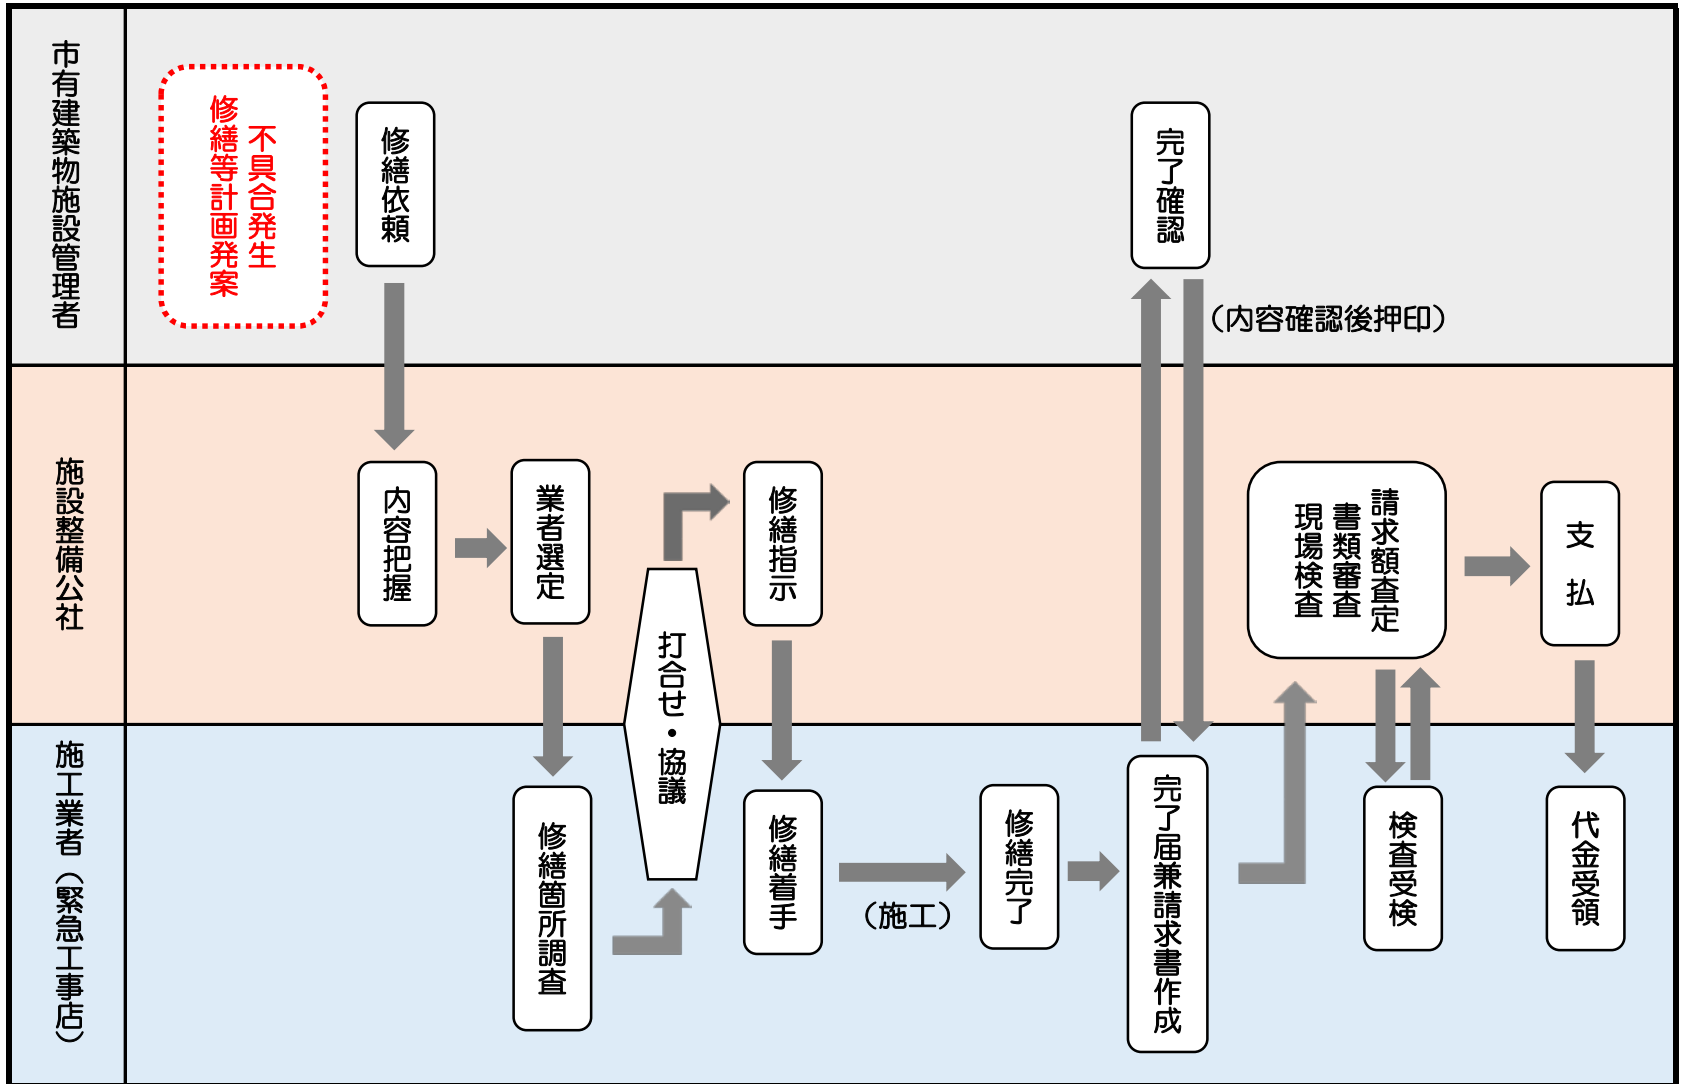 市有建築物施設管理者
不具合発生
修繕等計画発案
修繕依頼
完了確認
（内容確認後押印）
施設整備公社
内容把握
業者選定
打合せ・協議
修繕指示
請求額査定
書類審査
現場検査
支払
施工業者（緊急工事店）
修繕箇所調査
修繕着手
（施工）
修繕完了
完了届兼請求書作成
検査受検
代金受領